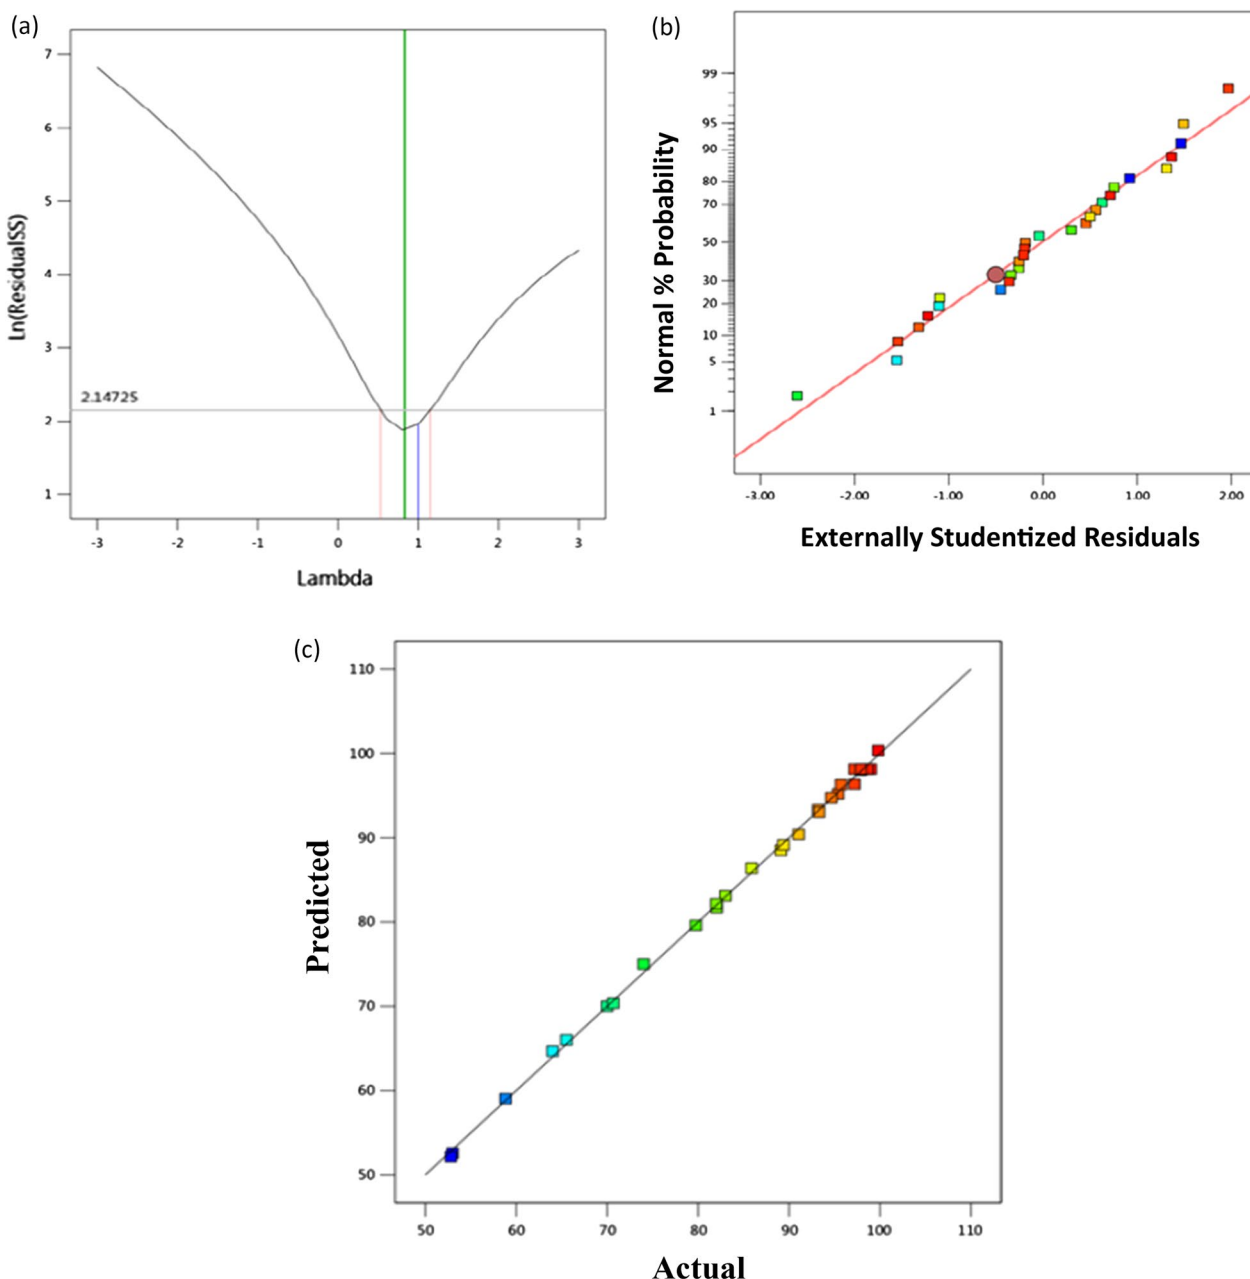 (a)
7
6
5
4
3
2
1
2.14725
Ln(ResidualSS)
-3 -2 -1 0 1 2 3
Lambda
(b)
99
95
90
80
70
50
30
20
10
5
1
Normal % Probability
-3.00 -2.00 -1.00 0.00 1.00 2.00
Externally Studentized Residuals
(c)
110
100
90
80
70
60
50
Predicted
50 60 70 80 90 100 110
Actual